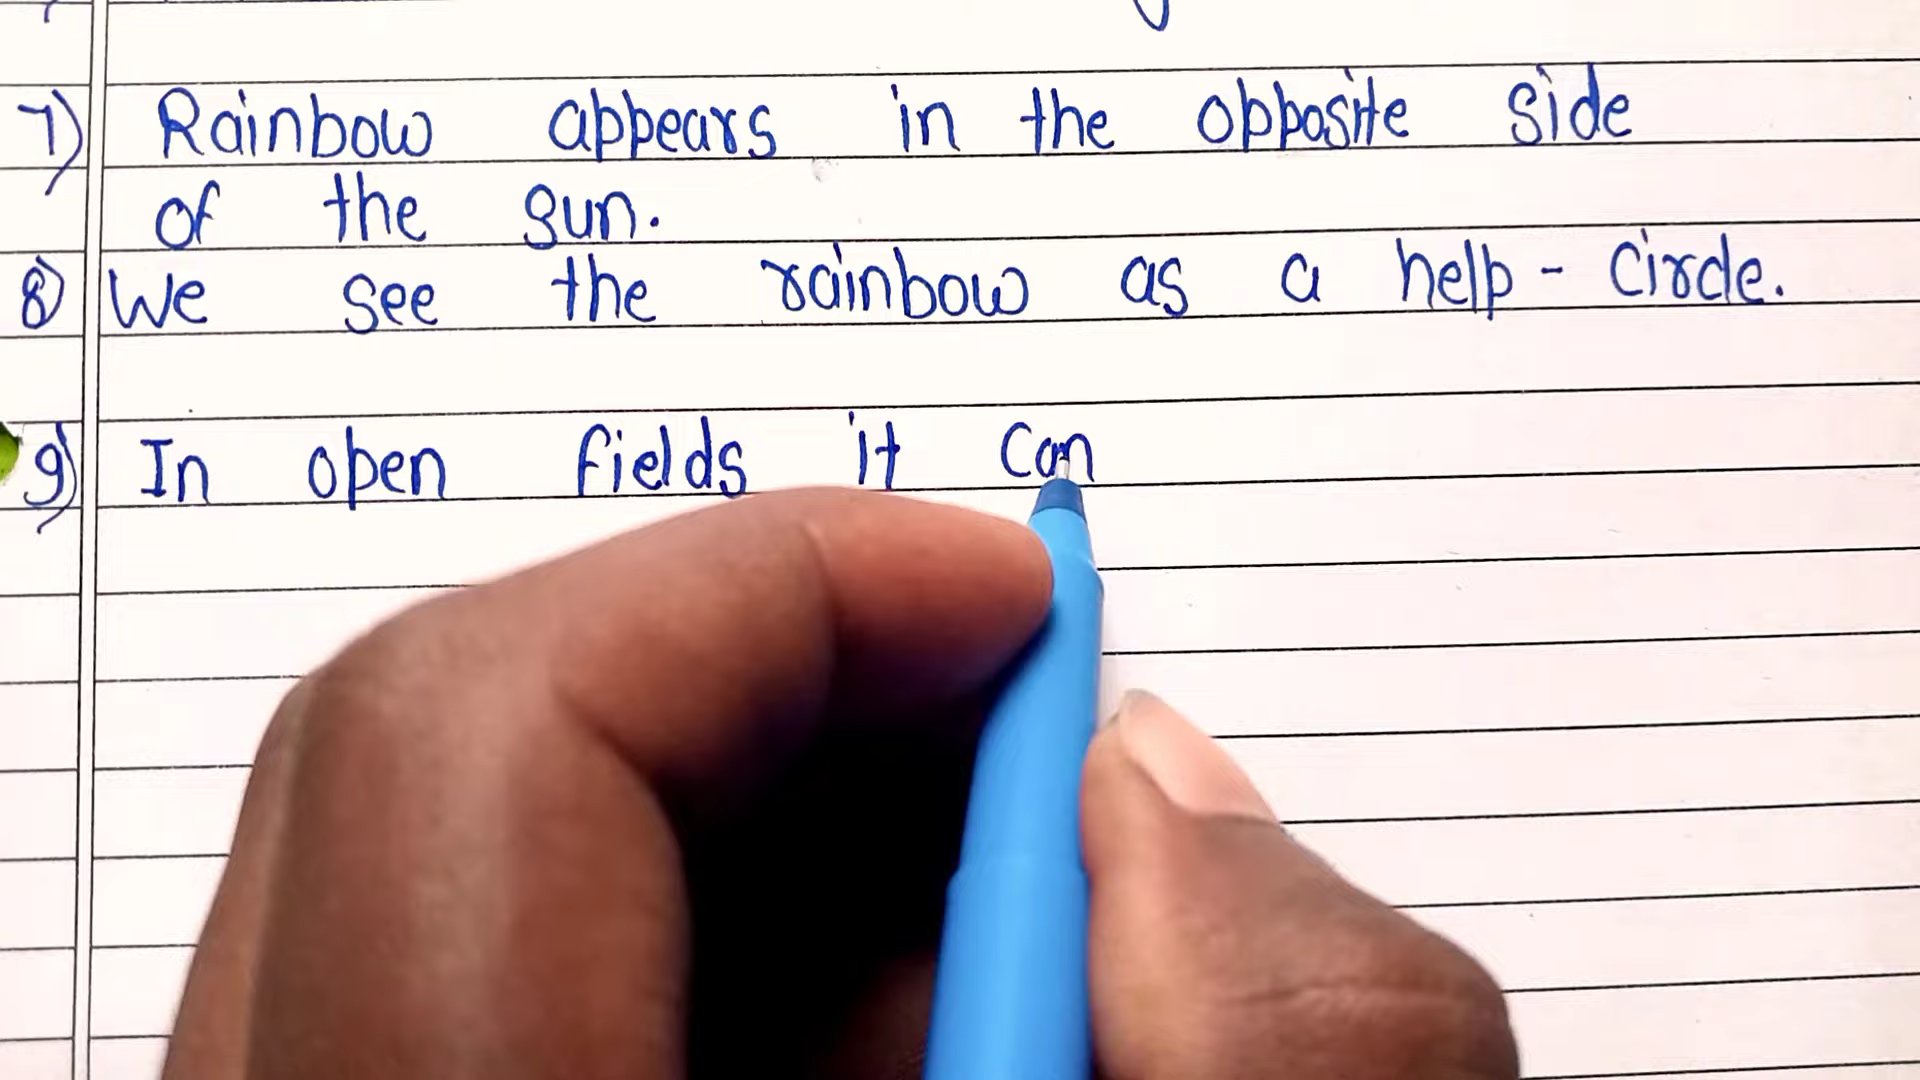 7) Rainbow appears in the opposite side
of the sun.
8) We see the rainbow as a help - Circle.
9) In open fields it Can